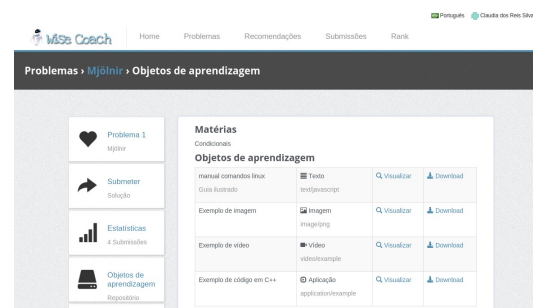 Português Claudia dos Reis Silva
Wise Coach Home Problemas Recomendações Submissões Rank
Problemas › Mjölnir › Objetos de aprendizagem
Problema 1
Mjölnir
Submeter
Solução
Estatísticas
4 Submissões
Objetos de
aprendizagem
Repositório
Matérias
Condicionais
Objetos de aprendizagem
manual comandos linux Texto Visualizar Download
Guia ilustrado text/javascript
Exemplo de imagem Imagem Visualizar Download
image/png
Exemplo de vídeo Vídeo Visualizar Download
video/example
Exemplo de código em C++ Aplicação Visualizar Download
application/example